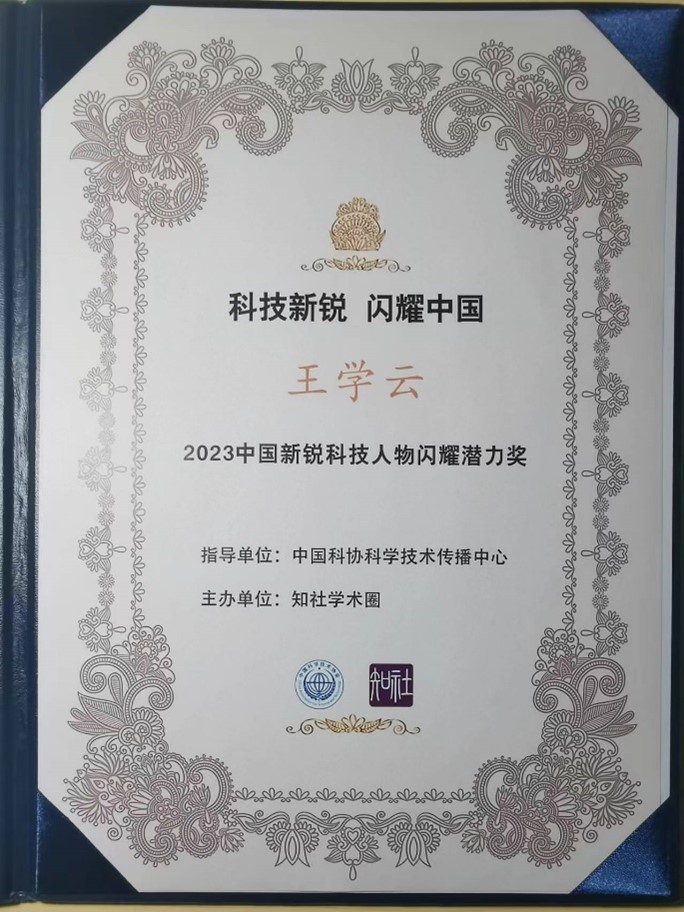 科技新锐 闪耀中国
王学云
2023中国新锐科技人物闪耀潜力奖
指导单位：中国科协科学技术传播中心
主办单位：知社学术圈
知社